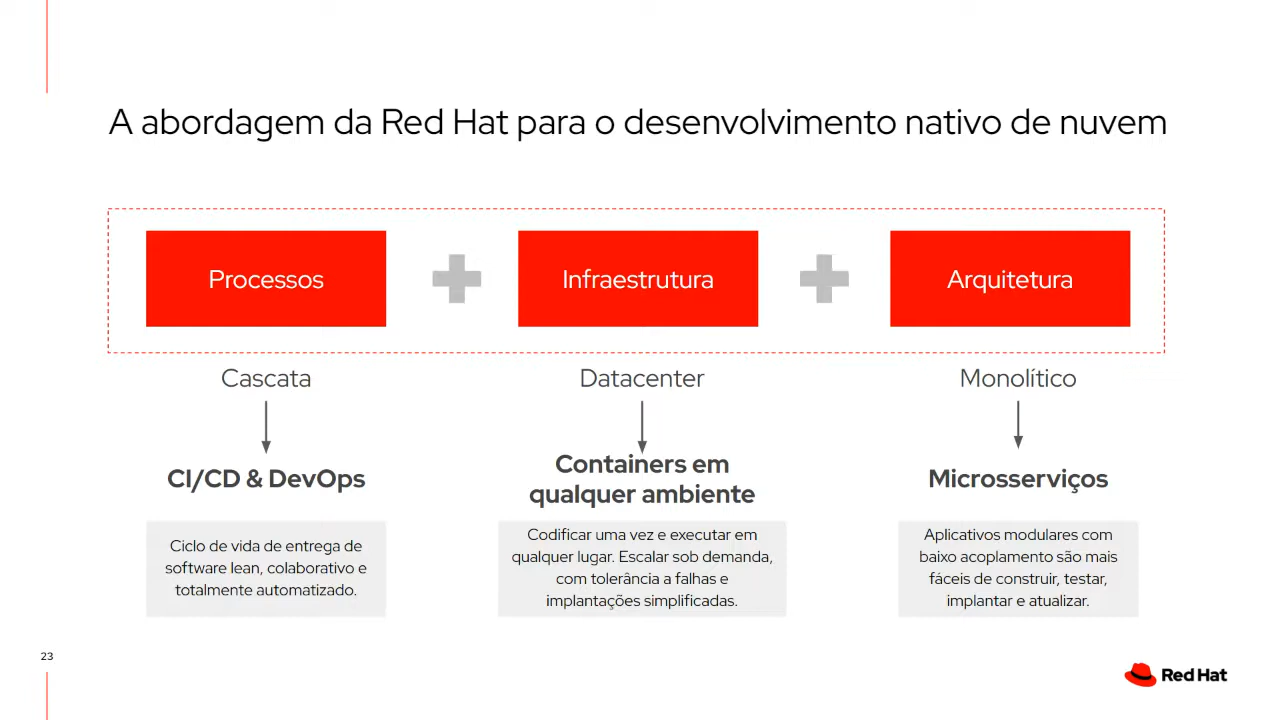 A abordagem da Red Hat para o desenvolvimento nativo de nuvem
Processos
Infraestrutura
Arquitetura
Cascata
Datacenter
Monolítico
CI/CD & DevOps
Containers em
qualquer ambiente
Microsserviços
Ciclo de vida de entrega de
software lean, colaborativo e
totalmente automatizado.
Codificar uma vez e executar em
qualquer lugar. Escalar sob demanda,
com tolerância a falhas e
implantações simplificadas.
Aplicativos modulares com
baixo acoplamento são mais
fáceis de construir, testar,
implantar e atualizar.
23
Red Hat